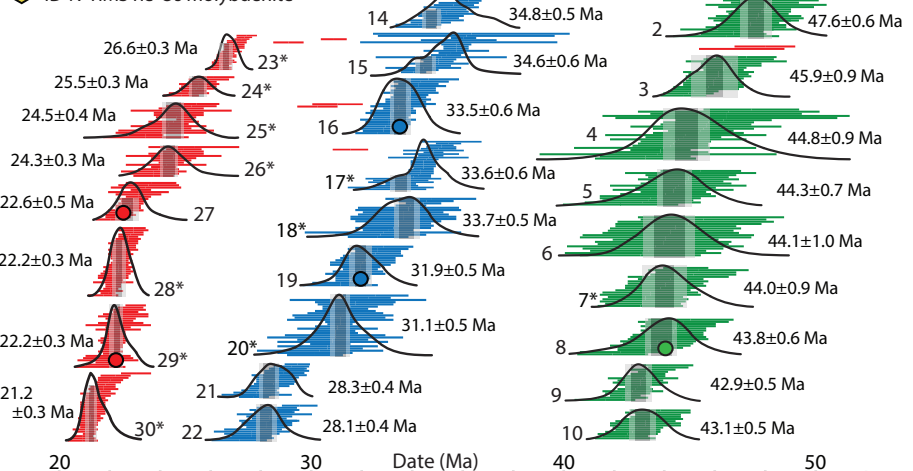 26.6±0.3 Ma
23*
25.5±0.3 Ma
24*
24.5±0.4 Ma
25*
24.3±0.3 Ma
26*
22.6±0.5 Ma
27
22.2±0.3 Ma
28*
22.2±0.3 Ma
29*
21.2
±0.3 Ma
30*
14
34.8±0.5 Ma
15
34.6±0.6 Ma
16
33.5±0.6 Ma
17*
33.6±0.6 Ma
18*
33.7±0.5 Ma
19
31.9±0.5 Ma
20*
31.1±0.5 Ma
21
28.3±0.4 Ma
22
28.1±0.4 Ma
2
47.6±0.6 Ma
3
45.9±0.9 Ma
4
44.8±0.9 Ma
5
44.3±0.7 Ma
6
44.1±1.0 Ma
7*
44.0±0.9 Ma
8
43.8±0.6 Ma
9
42.9±0.5 Ma
10
43.1±0.5 Ma
20 30 Date (Ma) 40 50